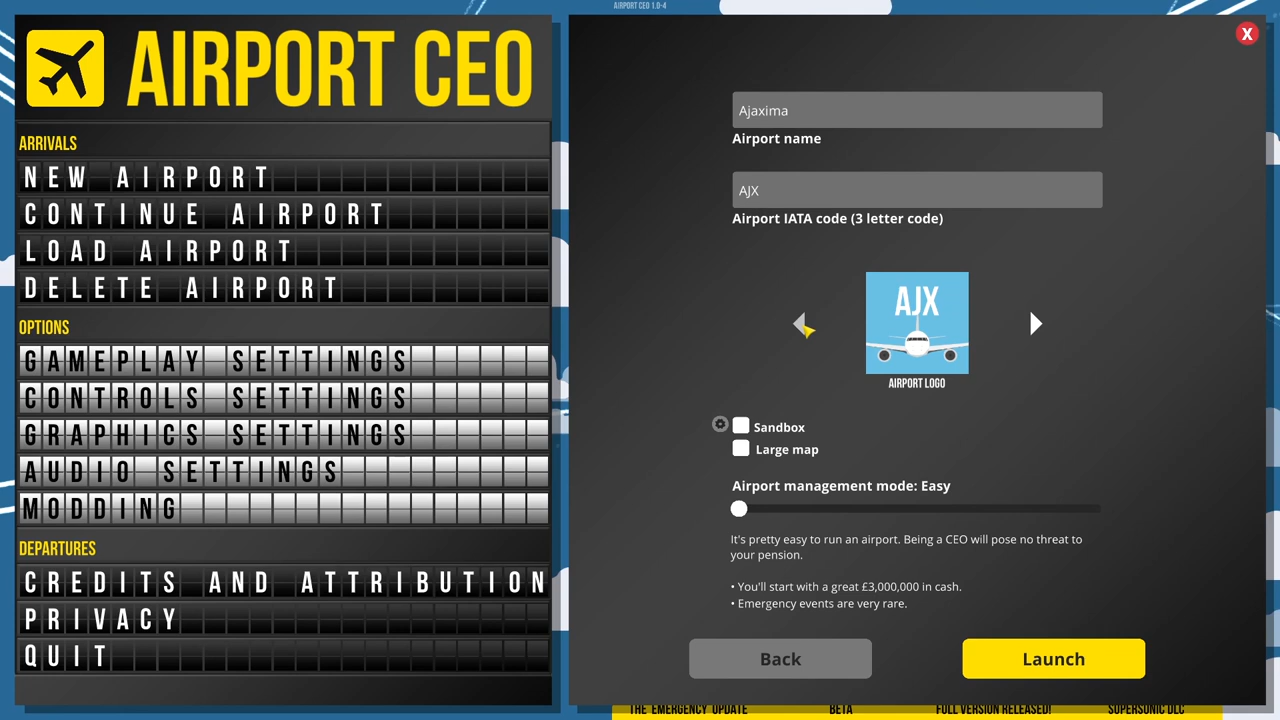 AIRPORT CEO 1.0-4
AIRPORT CEO
ARRIVALS
NEW AIRPORT
CONTINUE AIRPORT
LOAD AIRPORT
DELETE AIRPORT
OPTIONS
GAMEPLAY SETTINGS
CONTROLS SETTINGS
GRAPHICS SETTINGS
AUDIO SETTINGS
MODDING
DEPARTURES
CREDITS AND ATTRIBUTION
PRIVACY
QUIT
X
Ajaxima
Airport name
AJX
Airport IATA code (3 letter code)
AJX
AIRPORT LOGO
Sandbox
Large map
Airport management mode: Easy
It's pretty easy to run an airport. Being a CEO will pose no threat to
your pension.
• You'll start with a great £3,000,000 in cash.
• Emergency events are very rare.
Back
Launch
THE EMERGENCY UPDATE
BETA
FULL VERSION RELEASED!
SUPERSONIC DLC